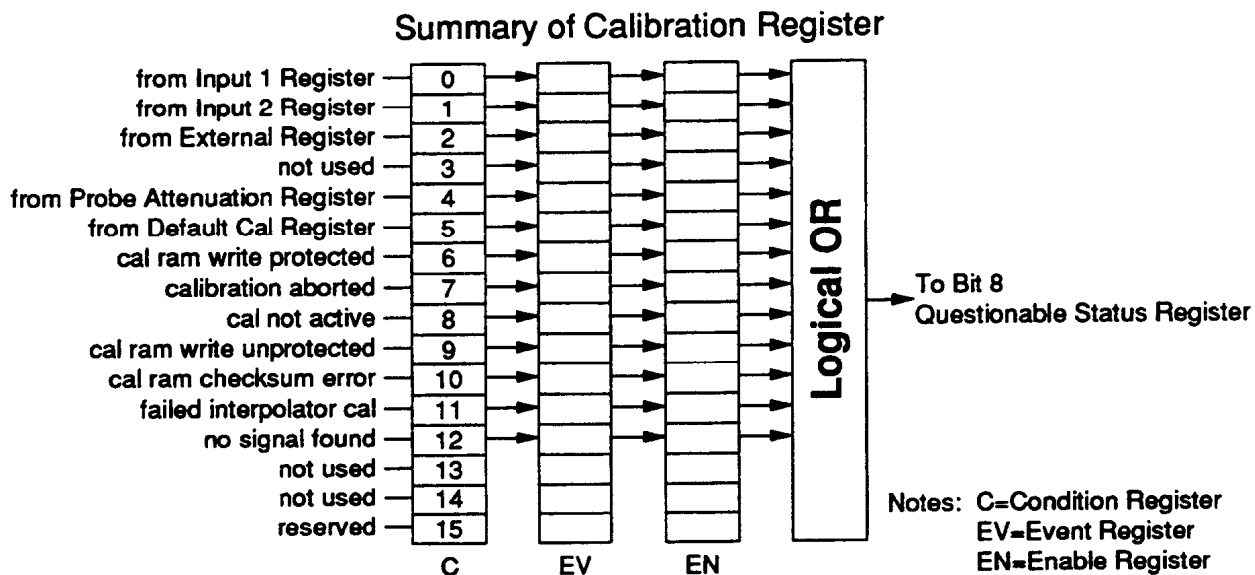 Summary of Calibration Register
from Input 1 Register 0
from Input 2 Register 1
from External Register 2
not used 3
from Probe Attenuation Register 4
from Default Cal Register 5
cal ram write protected 6
calibration aborted 7
cal not active 8
cal ram write unprotected 9
cal ram checksum error 10
failed interpolator cal 11
no signal found 12
not used 13
not used 14
reserved 15
C EV EN
Logical OR
To Bit 8
Questionable Status Register
Notes: C=Condition Register
EV=Event Register
EN=Enable Register